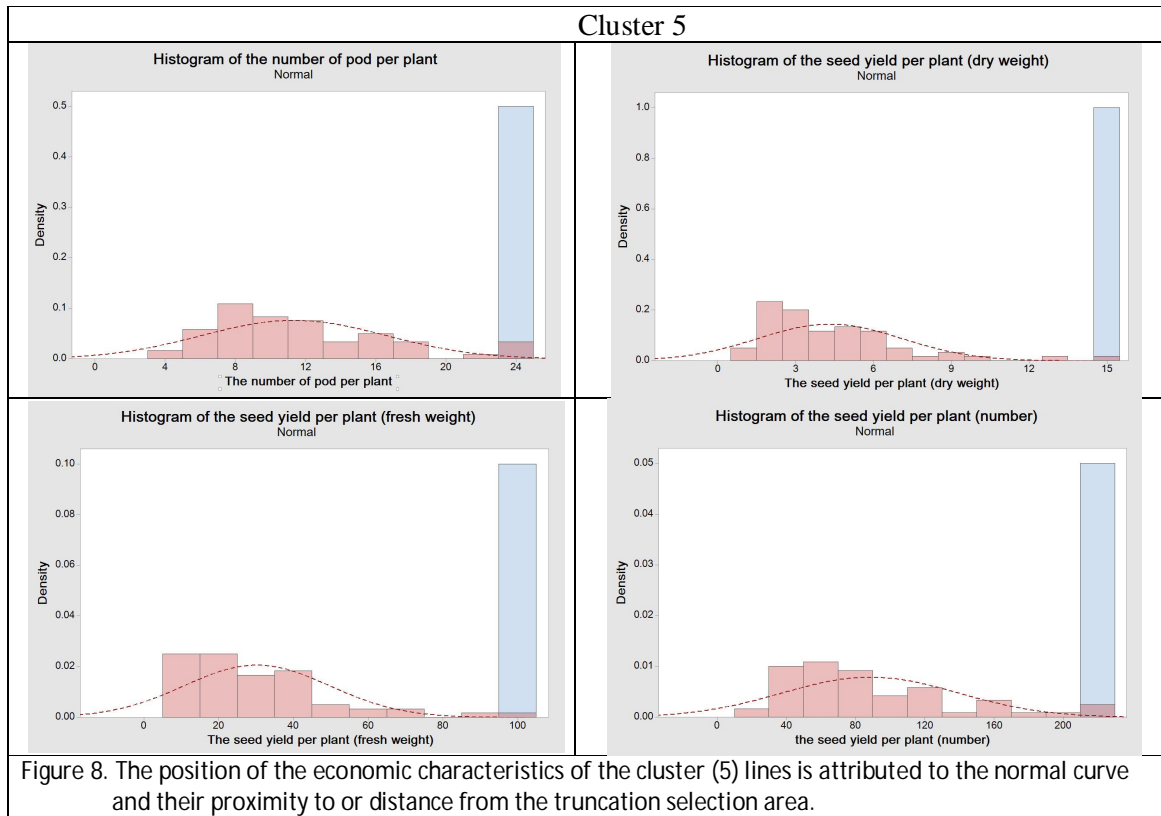 Cluster 5
Histogram of the number of pod per plant
Normal
0.5
0.4
0.3
0.2
0.1
0.0
Density
0 4 8 12 16 20 24
The number of pod per plant
Histogram of the seed yield per plant (dry weight)
Normal
1.0
0.8
0.6
0.4
0.2
0.0
Density
0 3 6 9 12 15
The seed yield per plant (dry weight)
Histogram of the seed yield per plant (fresh weight)
Normal
0.10
0.08
0.06
0.04
0.02
0.00
Density
0 20 40 60 80 100
The seed yield per plant (fresh weight)
Histogram of the seed yield per plant (number)
Normal
0.05
0.04
0.03
0.02
0.01
0.00
Density
0 40 80 120 160 200
the seed yield per plant (number)
Figure 8. The position of the economic characteristics of the cluster (5) lines is attributed to the normal curve
and their proximity to or distance from the truncation selection area.